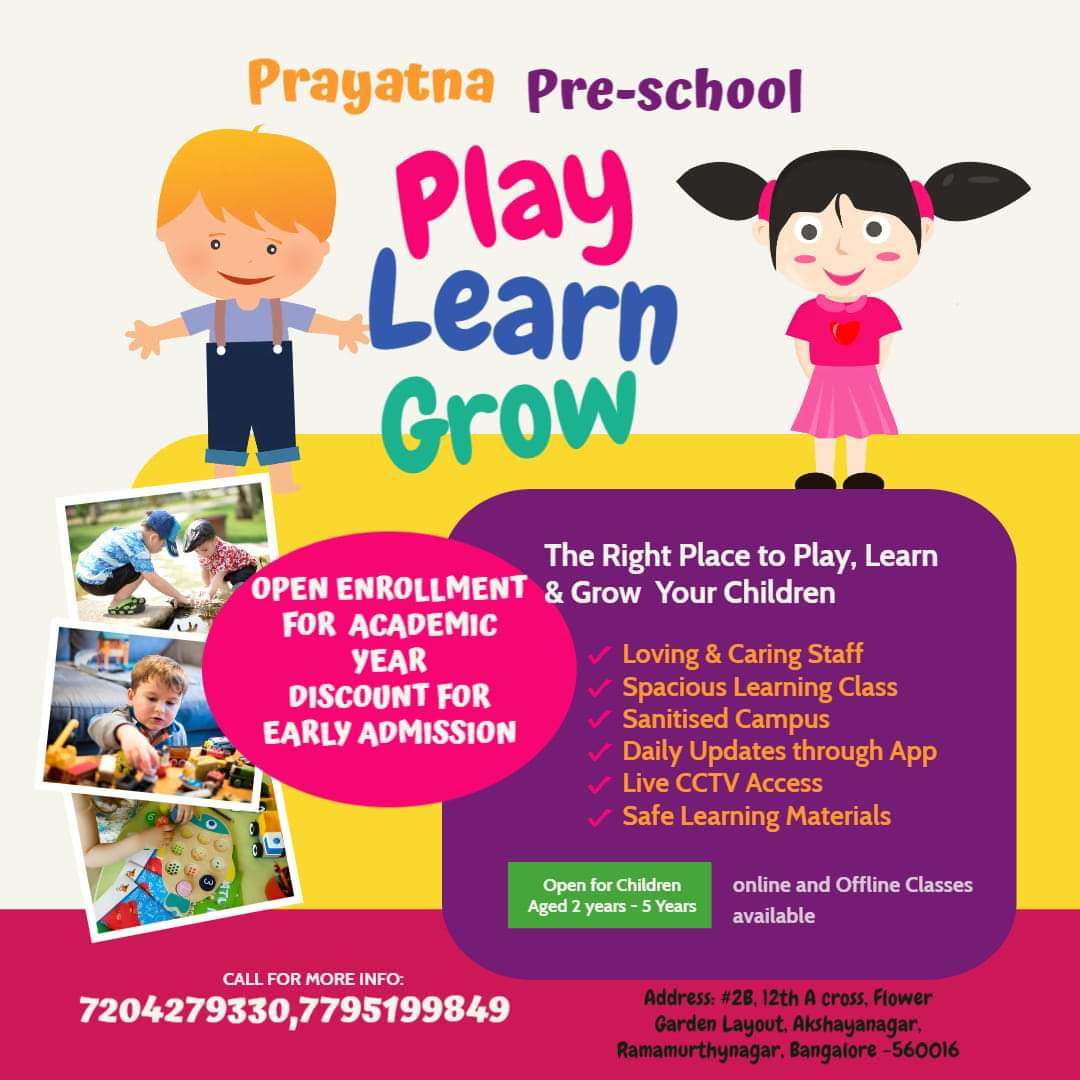 Prayatna Pre-school
Play
Learn
Grow
OPEN ENROLLMENT
FOR ACADEMIC
YEAR
DISCOUNT FOR
EARLY ADMISSION
The Right Place to Play, Learn
& Grow Your Children
Loving & Caring Staff
Spacious Learning Class
Sanitised Campus
Daily Updates through App
Live CCTV Access
Safe Learning Materials
Open for Children
Aged 2 years - 5 Years
online and Offline Classes
available
CALL FOR MORE INFO:
7204279330,7795199849
Address: #2B, 12th A cross, Flower
Garden Layout, Akshayanagar,
Ramamurthynagar, Bangalore -560016